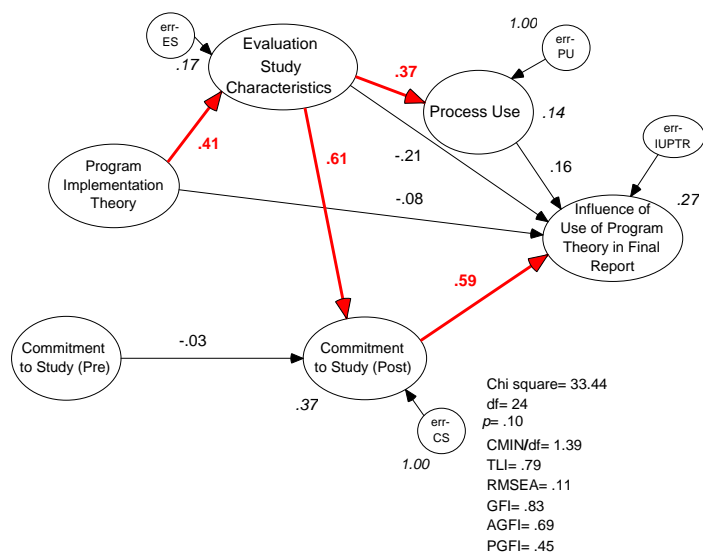 err-
ES
.17
Evaluation
Study
Characteristics
1.00
err-
PU
.37
Process Use
.14
err-
IUPTR
.41
.61
-.21
.16
Program
Implementation
Theory
-.08
Influence of
Use of Program
Theory in Final
Report
.27
.59
Commitment
to Study (Pre)
-.03
Commitment
to Study (Post)
.37
err-
CS
1.00
Chi square= 33.44
df= 24
p= .10
CMIN/df= 1.39
TLI= .79
RMSEA= .11
GFI= .83
AGFI= .69
PGFI= .45